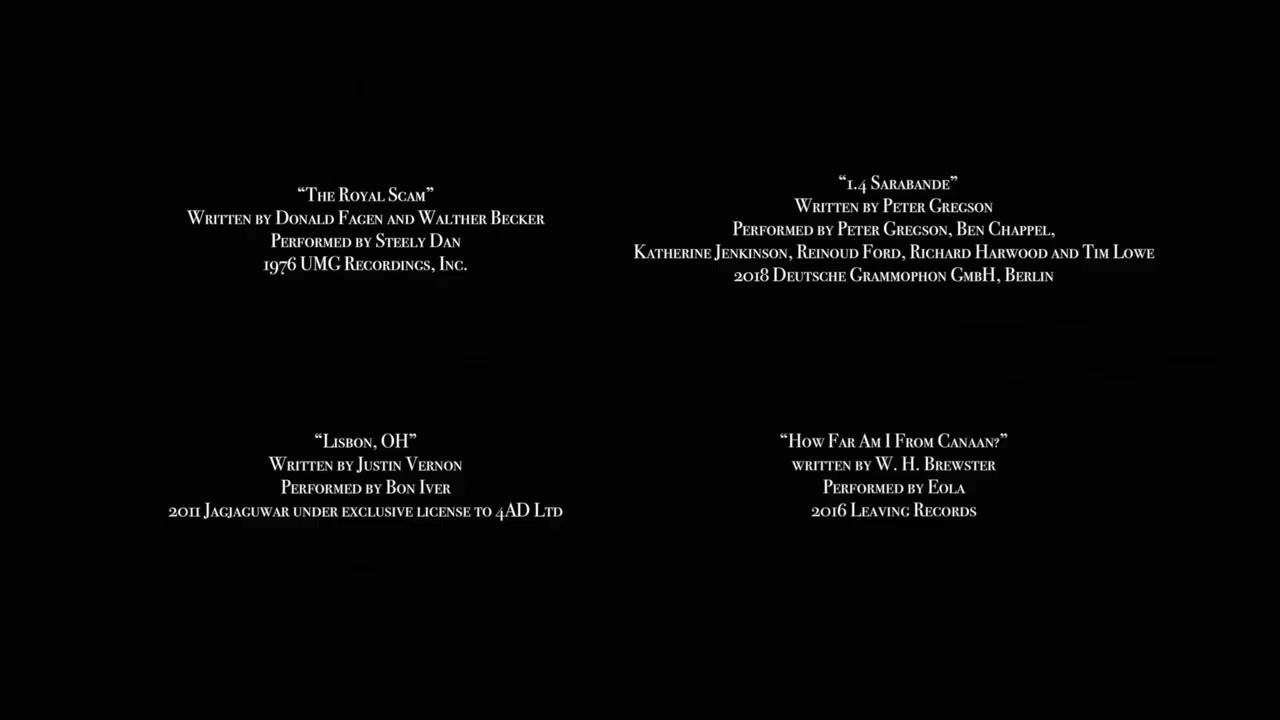 “The Royal Scam”
Written by Donald Fagen and Walther Becker
Performed by Steely Dan
1976 UMG Recordings, Inc.
“1.4 Sarabande”
Written by Peter Gregson
Performed by Peter Gregson, Ben Chappel,
Katherine Jenkinson, Reinoud Ford, Richard Harwood and Tim Lowe
2018 Deutsche Grammophon GmbH, Berlin
“Lisbon, OH”
Written by Justin Vernon
Performed by Bon Iver
2011 Jagjaguwar under exclusive license to 4AD Ltd
“How Far Am I From Canaan?”
written by W. H. Brewster
Performed by Eola
2016 Leaving Records